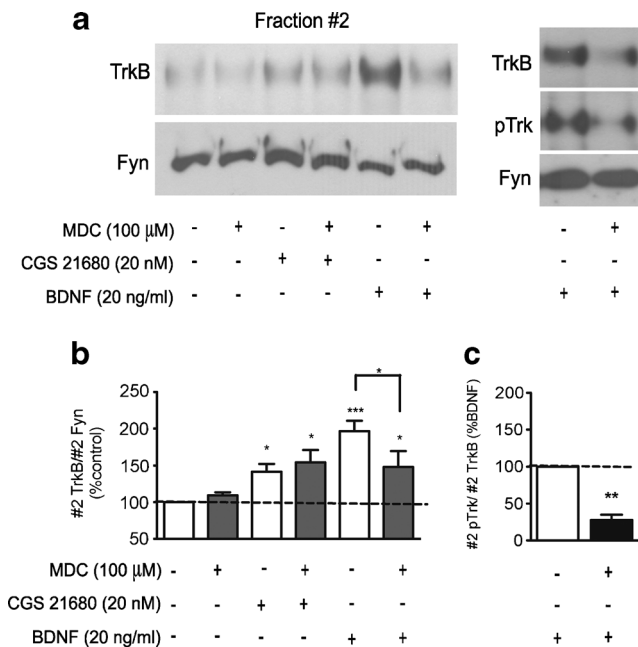 a
Fraction #2
TrkB
Fyn
TrkB
pTrk
Fyn
MDC (100 µM) - + - + - + - +
CGS 21680 (20 nM) - - + + - - - -
BDNF (20 ng/ml) - - - - + + + +
b
#2 TrkB/#2 Fyn
(%control)
250
200
150
100
50
* * *** * *
MDC (100 µM) - + - + - +
CGS 21680 (20 nM) - - + + - -
BDNF (20 ng/ml) - - - - + +
c
#2 pTrk/ #2 TrkB (%BDNF)
200
150
100
50
0
**
- +
- -
+ +